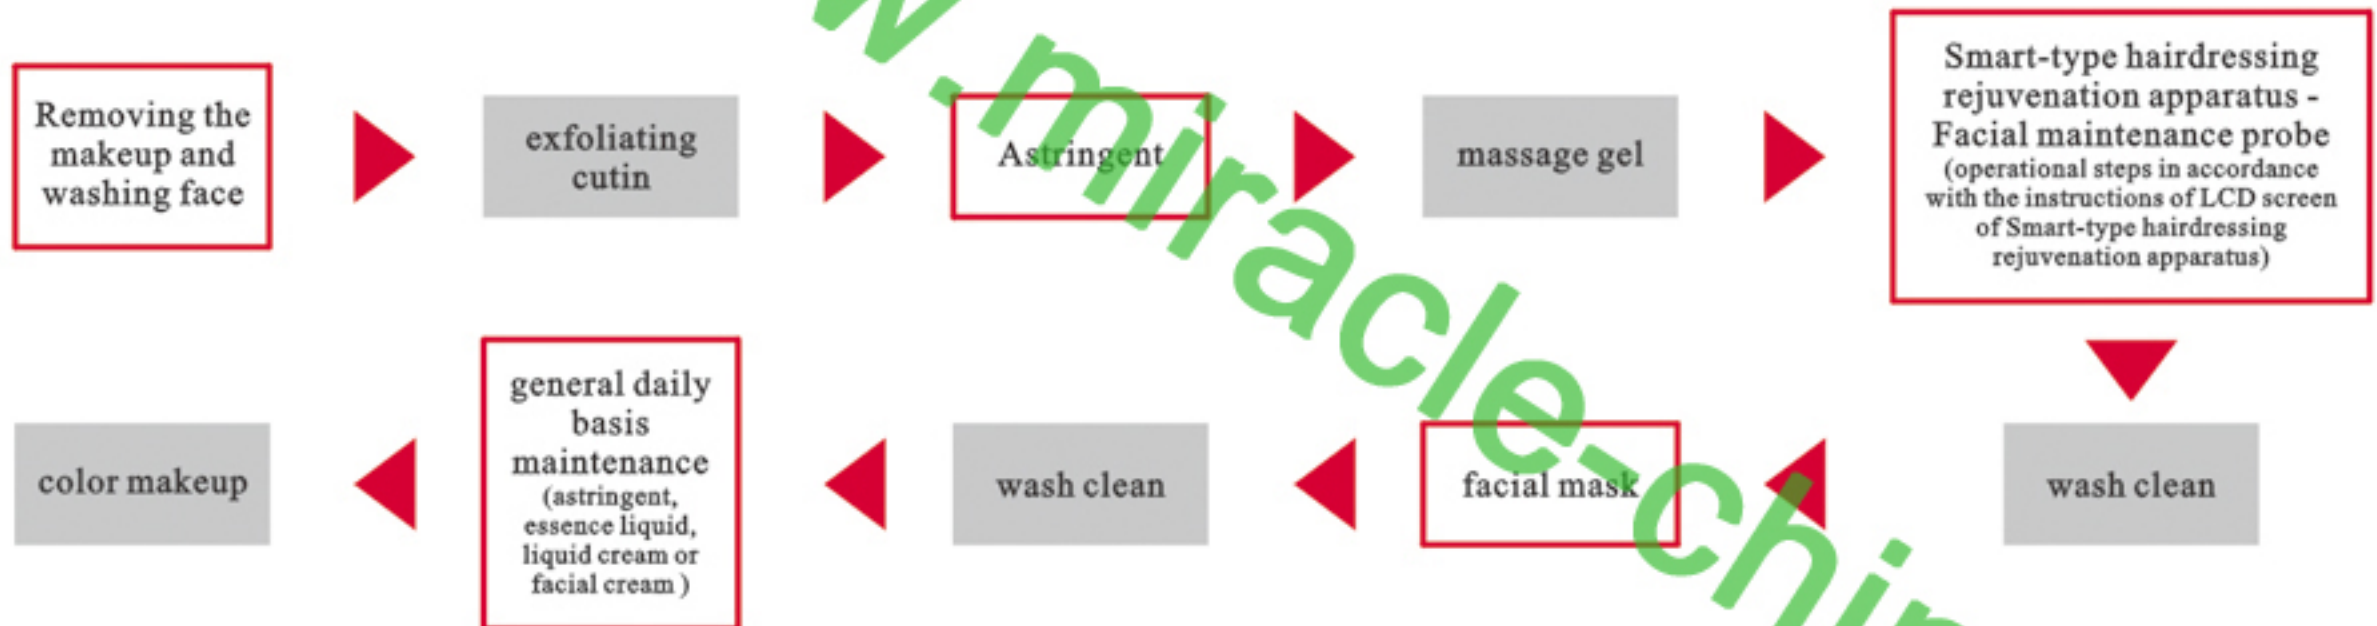 Removing the
makeup and
washing face
exfoliating
cutin
Astringent
massage gel
Smart-type hairdressing
rejuvenation apparatus -
Facial maintenance probe
(operational steps in accordance
with the instructions of LCD screen
of Smart-type hairdressing
rejuvenation apparatus)
wash clean
facial mask
wash clean
general daily
basis
maintenance
(astringent,
essence liquid,
liquid cream or
facial cream )
color makeup
w.miracle-chin